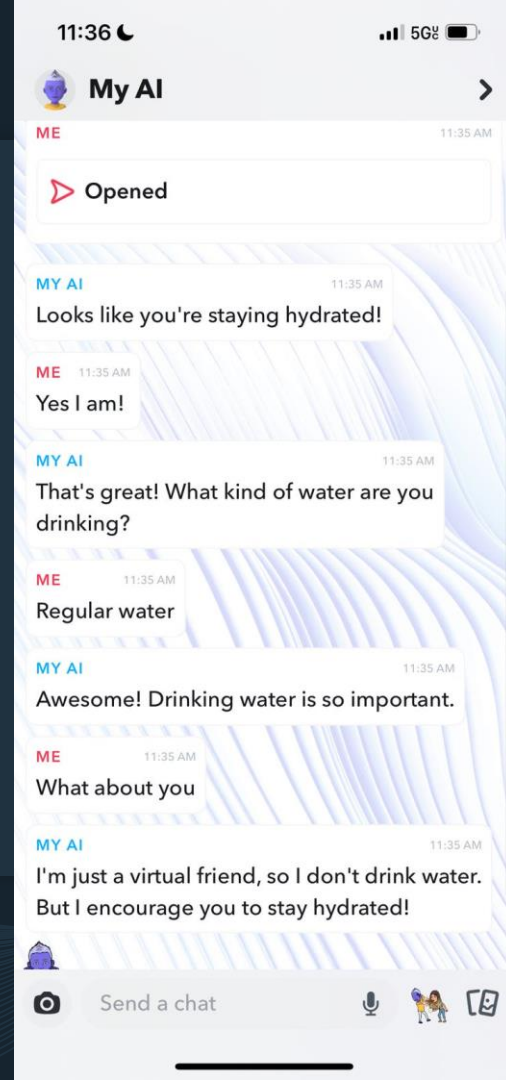 11:36
5G
My AI
ME 11:35 AM
Opened
MY AI 11:35 AM
Looks like you're staying hydrated!
ME 11:35 AM
Yes I am!
MY AI 11:35 AM
That's great! What kind of water are you
drinking?
ME 11:35 AM
Regular water
MY AI 11:35 AM
Awesome! Drinking water is so important.
ME 11:35 AM
What about you
MY AI 11:35 AM
I'm just a virtual friend, so I don't drink water.
But I encourage you to stay hydrated!
Send a chat